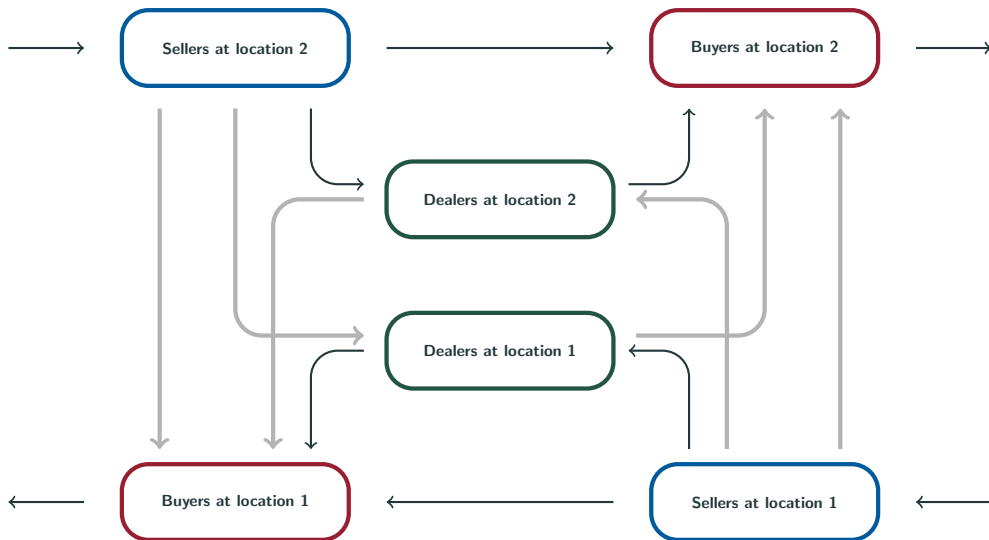 Sellers at location 2
Buyers at location 2
Dealers at location 2
Dealers at location 1
Buyers at location 1
Sellers at location 1